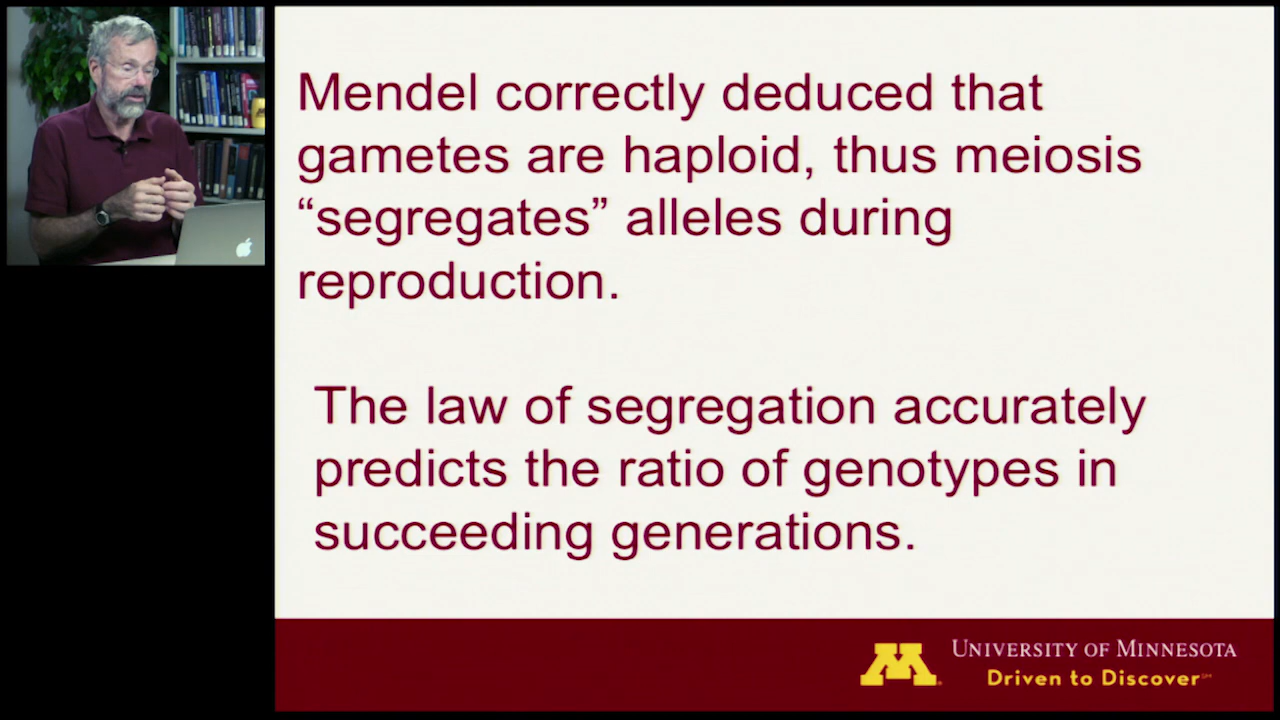 Mendel correctly deduced that
gametes are haploid, thus meiosis
“segregates” alleles during
reproduction.
The law of segregation accurately
predicts the ratio of genotypes in
succeeding generations.
M
UNIVERSITY OF MINNESOTA
Driven to Discover℠